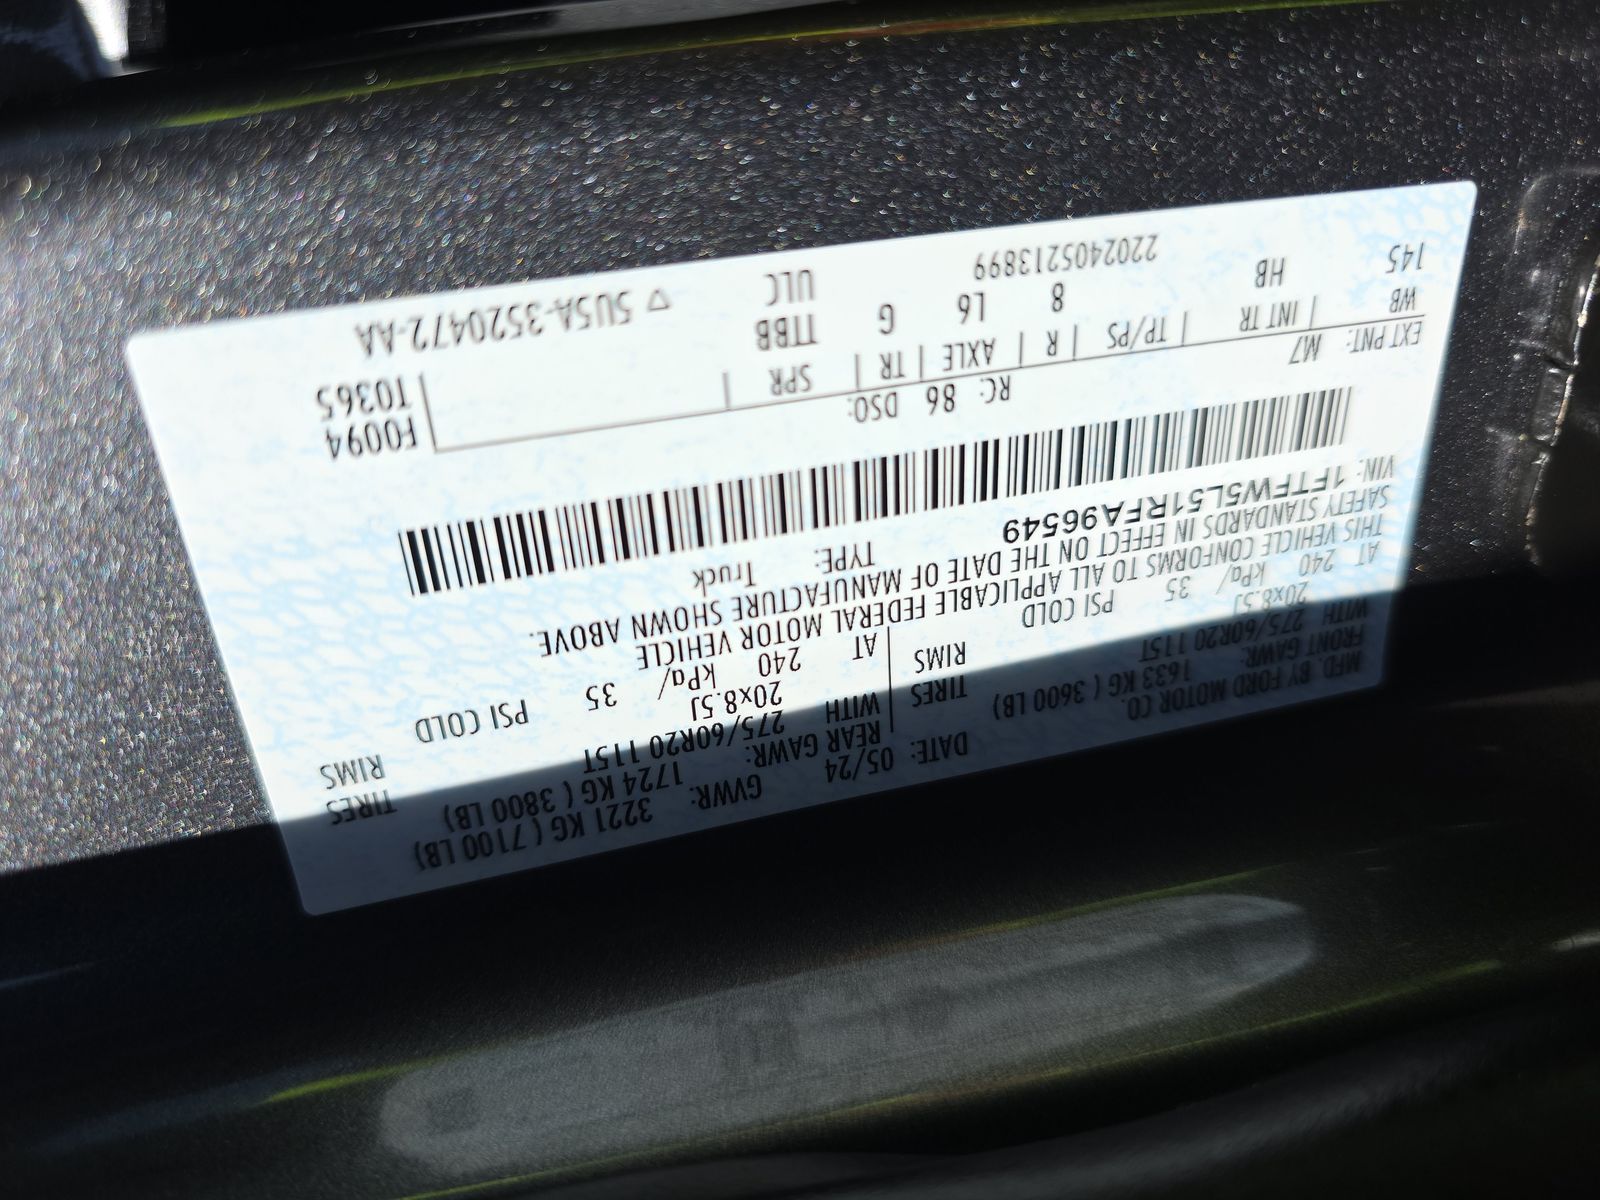 MFD. BY FORD MOTOR CO.
DATE: 05/24 GVWR: 3221 KG ( 7100 LB)
FRONT GAWR: 1633 KG ( 3600 LB) REAR GAWR: 1724 KG ( 3800 LB)
WITH 275/60R20 115T TIRES WITH 275/60R20 115T TIRES
20x8.5J RIMS 20x8.5J RIMS
AT 240 kPa/ 35 PSI COLD AT 240 kPa/ 35 PSI COLD
THIS VEHICLE CONFORMS TO ALL APPLICABLE FEDERAL MOTOR VEHICLE
SAFETY STANDARDS IN EFFECT ON THE DATE OF MANUFACTURE SHOWN ABOVE.
VIN: 1FTFW5L51RFA96549 TYPE: Truck
EXT PNT: M7 RC: 86 DSO: F0094
WB INT TR TP/PS R AXLE TR SPR T0365
145 HB 8 L6 G TTBB
2202405213899 ULC ▽ 5U5A-3520472-AA